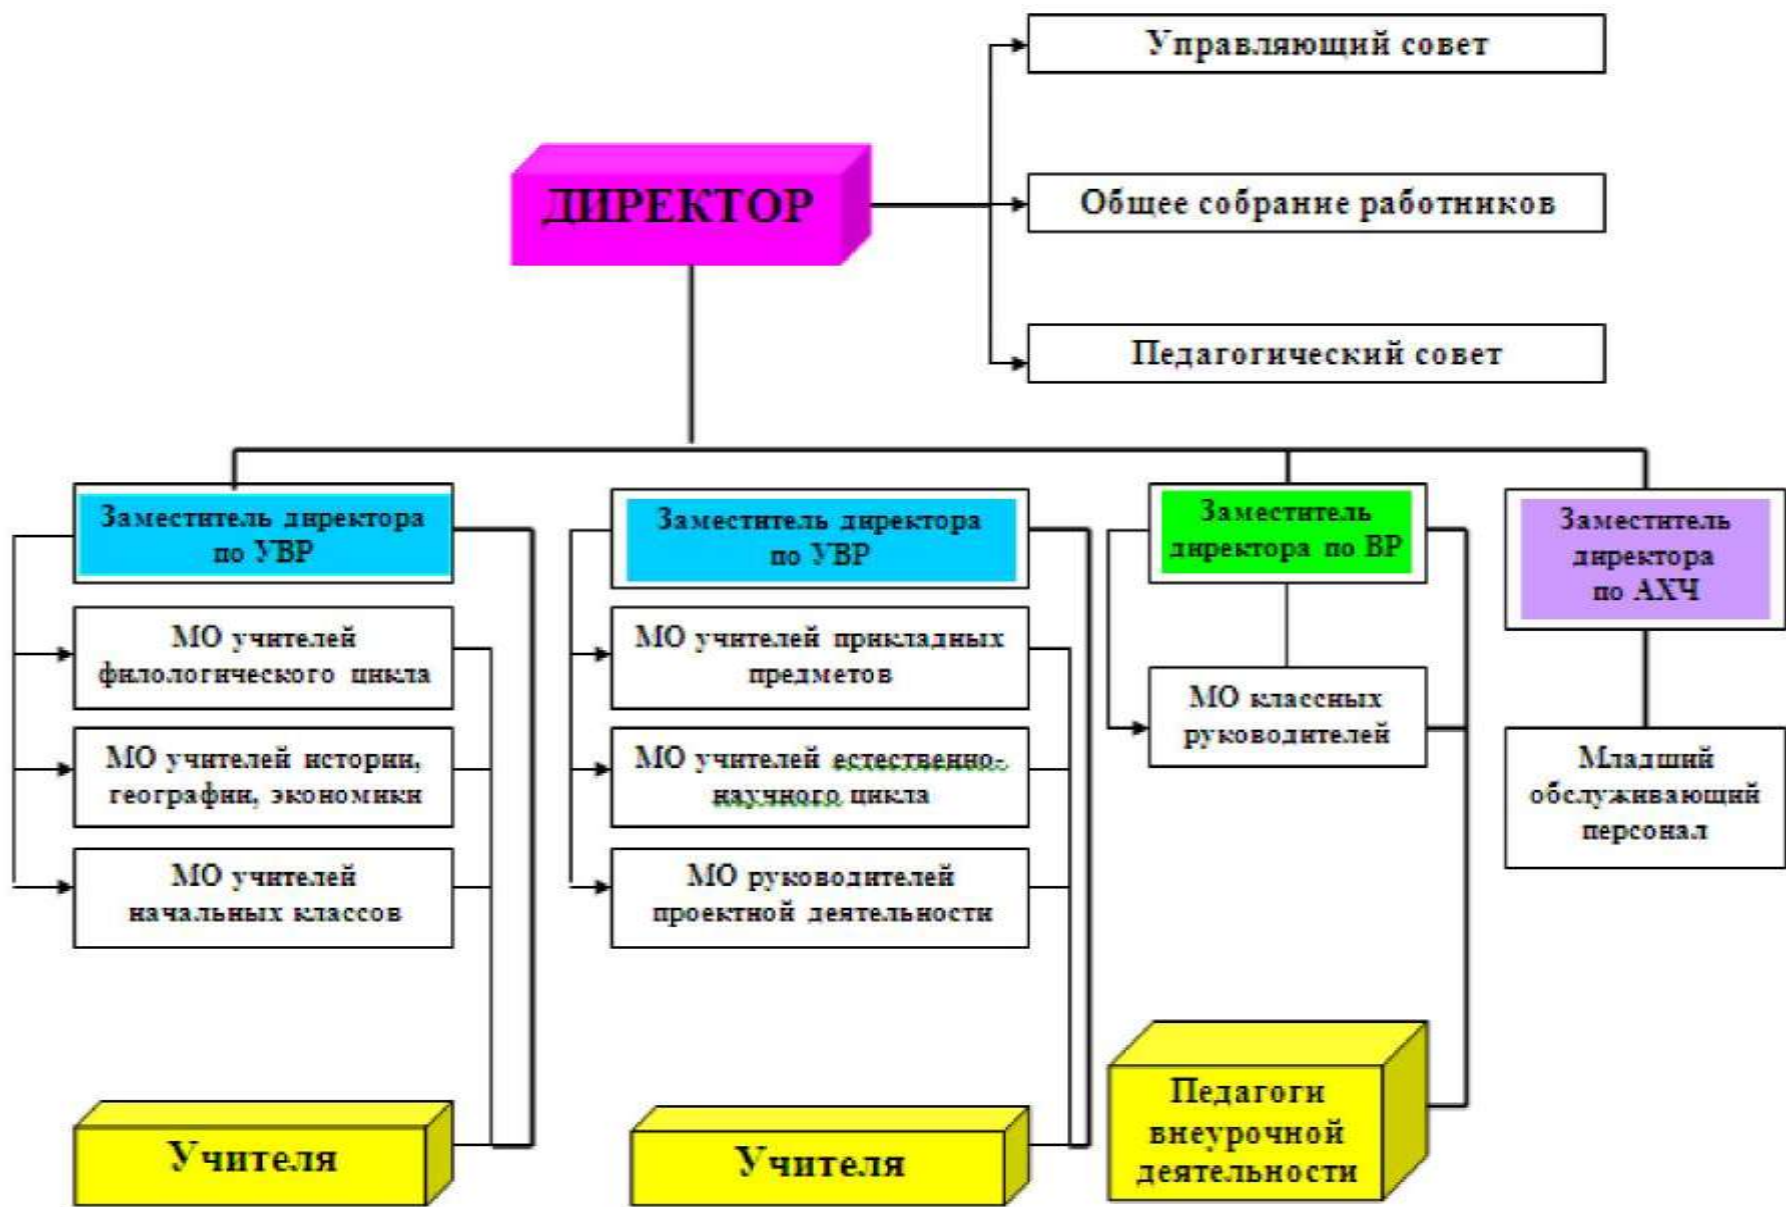 Управляющий совет
ДИРЕКТОР
Общее собрание работников
Педагогический совет
Заместитель директора
по УВР
МО учителей
филологического цикла
МО учителей истории,
географии, экономики
МО учителей
начальных классов
Учителя
Заместитель директора
по УВР
МО учителей прикладных
предметов
МО учителей естественно-
научного цикла
МО руководителей
проектной деятельности
Учителя
Заместитель
директора по ВР
МО классных
руководителей
Педагоги
внеурочной
деятельности
Заместитель
директора
по АХЧ
Младший
обслуживающий
персонал